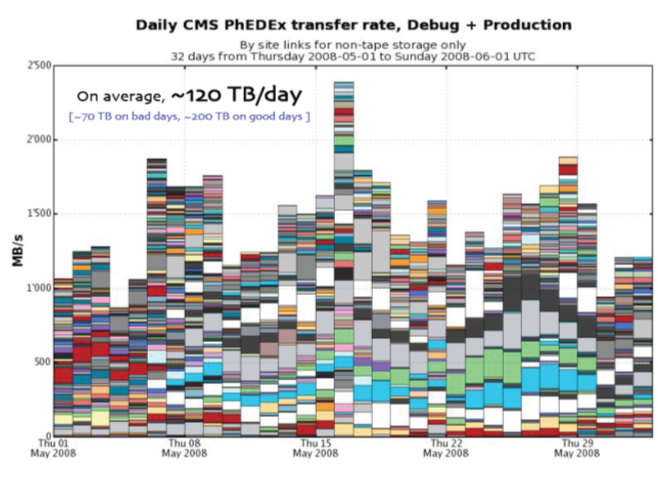 Daily CMS PhEDEx transfer rate, Debug + Production
By site links for non-tape storage only
32 days from Thursday 2008-05-01 to Sunday 2008-06-01 UTC
2'500
On average, ~120 TB/day
[~70 TB on bad days, ~200 TB on good days ]
2'000
1'500
MB/s
1'000
500
0
Thu 01 Thu 08 Thu 15 Thu 22 Thu 29
May 2008 May 2008 May 2008 May 2008 May 2008